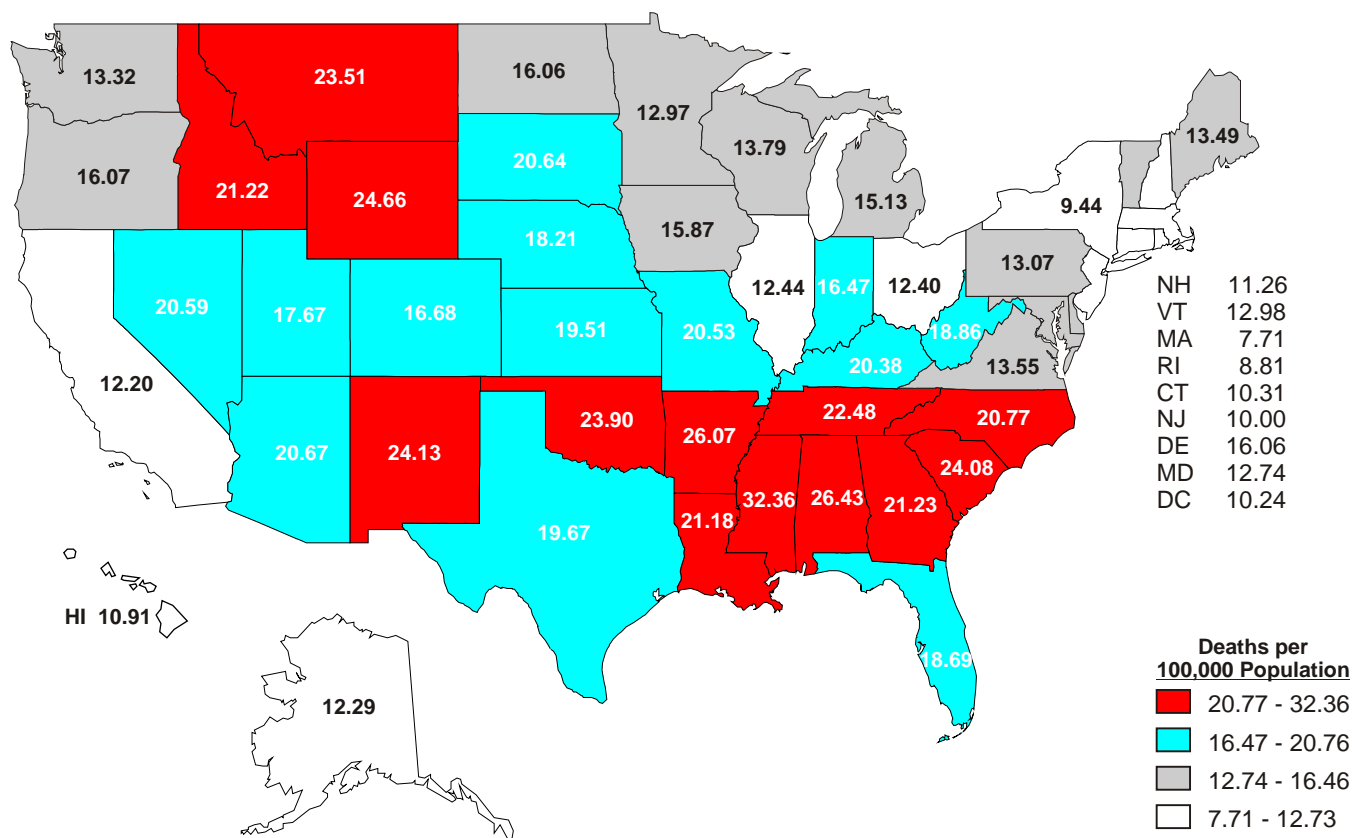 13.32
23.51
16.06
12.97
13.49
16.07
21.22
24.66
20.64
13.79
15.13
9.44
18.21
15.87
13.07
20.59
17.67
16.68
19.51
20.53
12.44
16.47
12.40
18.86
20.38
13.55
12.20
20.67
24.13
23.90
26.07
22.48
20.77
24.08
19.67
21.18
32.36
26.43
21.23
18.69
HI 10.91
12.29
NH 11.26
VT 12.98
MA 7.71
RI 8.81
CT 10.31
NJ 10.00
DE 16.06
MD 12.74
DC 10.24
Deaths per
100,000 Population
20.77 - 32.36
16.47 - 20.76
12.74 - 16.46
7.71 - 12.73